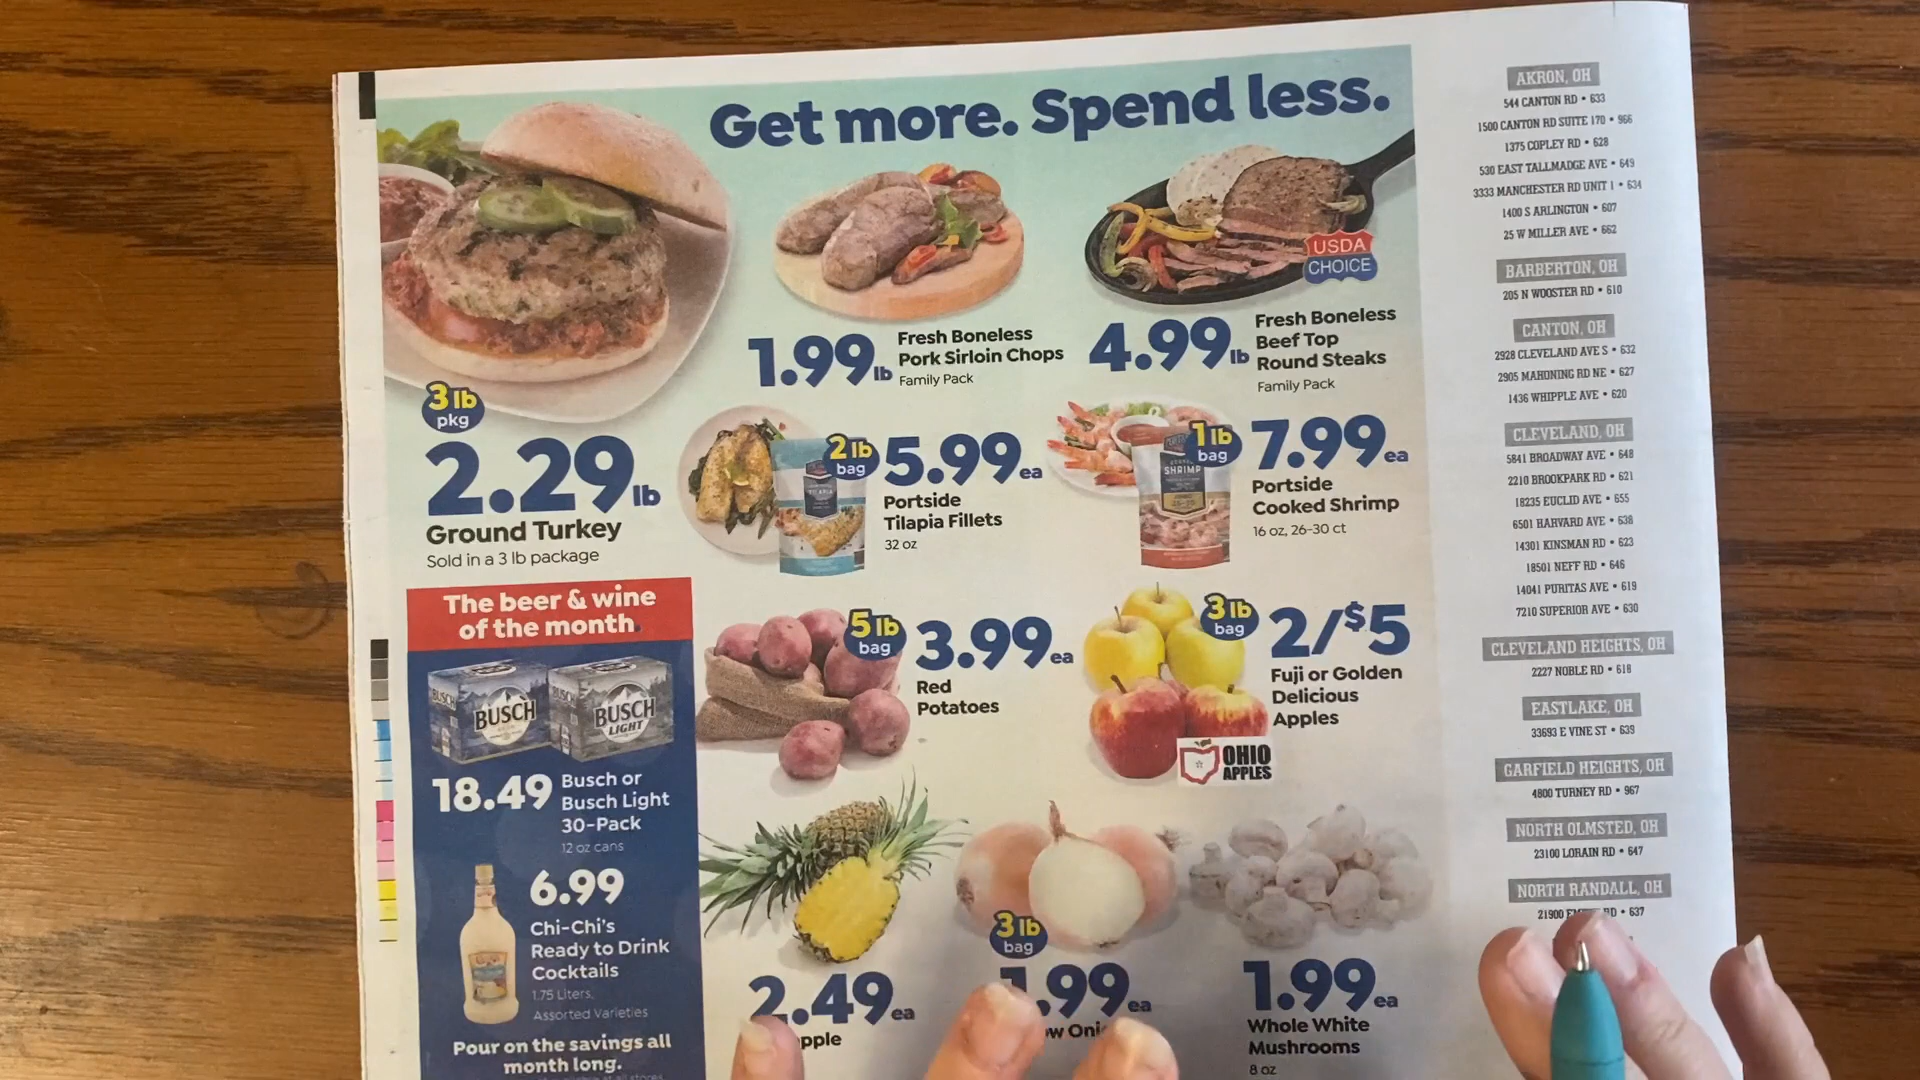 Get more. Spend less.
USDA
CHOICE
3 lb
pkg
2.29 lb
Ground Turkey
Sold in a 3 lb package
1.99 lb
Fresh Boneless
Pork Sirloin Chops
Family Pack
4.99 lb
Fresh Boneless
Beef Top
Round Steaks
Family Pack
2 lb
bag
5.99 ea
Portside
Tilapia Fillets
32 oz
SHRIMP
1 lb
bag
7.99 ea
Portside
Cooked Shrimp
16 oz, 26-30 ct
The beer & wine
of the month.
BUSCH
BUSCH
BUSCH
BUSCH
LIGHT
18.49
Busch or
Busch Light
30-Pack
12 oz cans
6.99
Chi-Chi's
Ready to Drink
Cocktails
1.75 Liters,
Assorted Varieties
Pour on the savings all
month long.
5 lb
bag
3.99 ea
Red
Potatoes
3 lb
bag
2/$5
Fuji or Golden
Delicious
Apples
OHIO
APPLES
2.49 ea
3 lb
bag
1.99 ea
1.99 ea
Whole White
Mushrooms
8 oz
AKRON, OH
544 CANTON RD • 633
1500 CANTON RD SUITE 170 • 966
1375 COPLEY RD • 628
530 EAST TALLMADGE AVE • 649
3333 MANCHESTER RD UNIT 1 • 634
1400 S ARLINGTON • 607
25 W MILLER AVE • 662
BARBERTON, OH
205 N WOOSTER RD • 610
CANTON, OH
2928 CLEVELAND AVE S • 632
2905 MAHONING RD NE • 627
1436 WHIPPLE AVE • 620
CLEVELAND, OH
5841 BROADWAY AVE • 648
2210 BROOKPARK RD • 621
18235 EUCLID AVE • 655
6501 HARVARD AVE • 638
14301 KINSMAN RD • 623
18501 NEFF RD • 646
14041 PURITAS AVE • 619
7210 SUPERIOR AVE • 630
CLEVELAND HEIGHTS, OH
2227 NOBLE RD • 618
EASTLAKE, OH
33693 E VINE ST • 639
GARFIELD HEIGHTS, OH
4800 TURNEY RD • 967
NORTH OLMSTED, OH
23100 LORAIN RD • 647
NORTH RANDALL, OH
21900 RD • 637